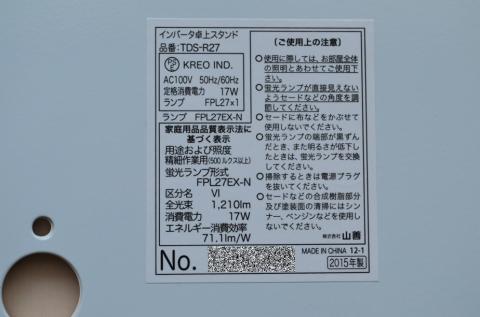 インバータ卓上スタンド
品番：TDS-R27
PSE KREO IND.
AC100V 50Hz/60Hz
定格消費電力 17W
ランプ FPL27×1
ランプ FPL27EX-N
家庭用品品質表示法に
基づく表示
用途および照度
精細作業用(500ルクス以上)
蛍光ランプ形式
FPL27EX-N
区分名 Ⅵ
全光束 1,210lm
消費電力 17W
エネルギー消費効率
71.1lm/W
（ご使用上の注意）
○使用に際しては、お部屋全体
の照明とあわせてご使用下
さい。
○蛍光ランプが直接見えない
ようセードなどの角度を調
節してください。
○セードに布などをかぶせて
使用しないでください。
○蛍光ランプの端部が黒ずん
だとき、また明るさが低下し
たときは、蛍光ランプを交換
してください。
○掃除するときは電源プラグ
を抜いてください。
○セードなどの合成樹脂部分
及び塗装面の清掃にはシン
ナー、ベンジンなどを使用し
ないでください。
株式会社 山善
MADE IN CHINA 12-1
No.
2015年製